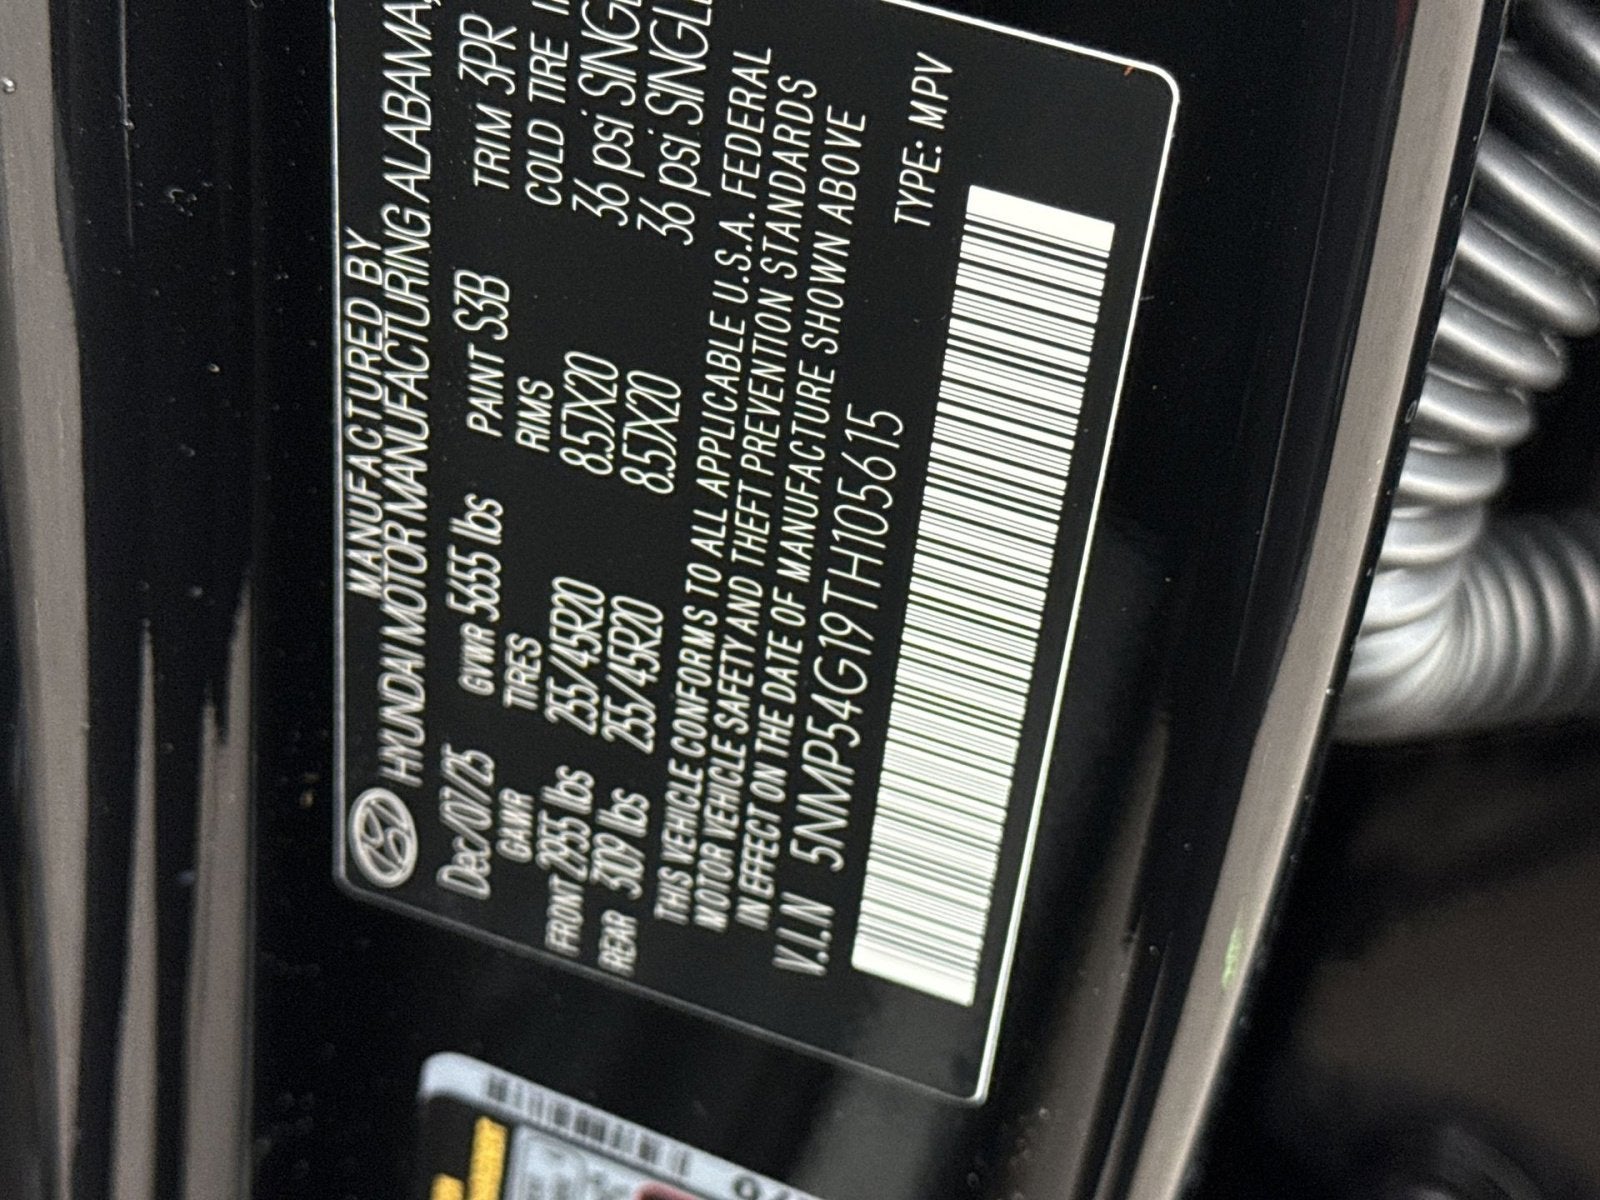 MANUFACTURED BY
HYUNDAI MOTOR MANUFACTURING ALABAMA,
Dec/07/25 GVWR 5655 lbs PAINT S3B TRIM 3PR
GAWR TIRES RIMS COLD TIRE
FRONT 2955 lbs 255/45R20 8.5JX20 36 psi
REAR 3109 lbs 255/45R20 8.5JX20 36 psi
THIS VEHICLE CONFORMS TO ALL APPLICABLE U.S.A. FEDERAL
MOTOR VEHICLE SAFETY AND THEFT PREVENTION STANDARDS
IN EFFECT ON THE DATE OF MANUFACTURE SHOWN ABOVE
V.I.N 5NMP54G19TH105615 TYPE: MPV